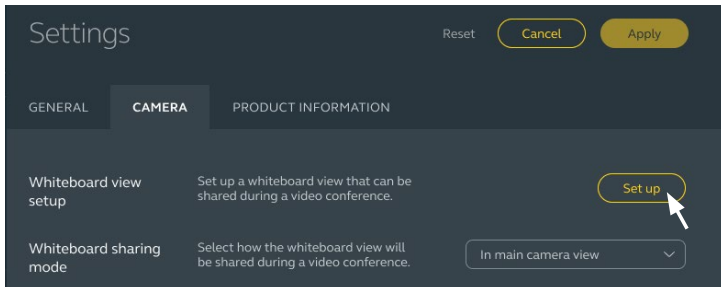 Settings
Reset
Cancel
Apply
GENERAL
CAMERA
PRODUCT INFORMATION
Whiteboard view
setup
Set up a whiteboard view that can be
shared during a video conference.
Set up
Whiteboard sharing
mode
Select how the whiteboard view will
be shared during a video conference.
In main camera view